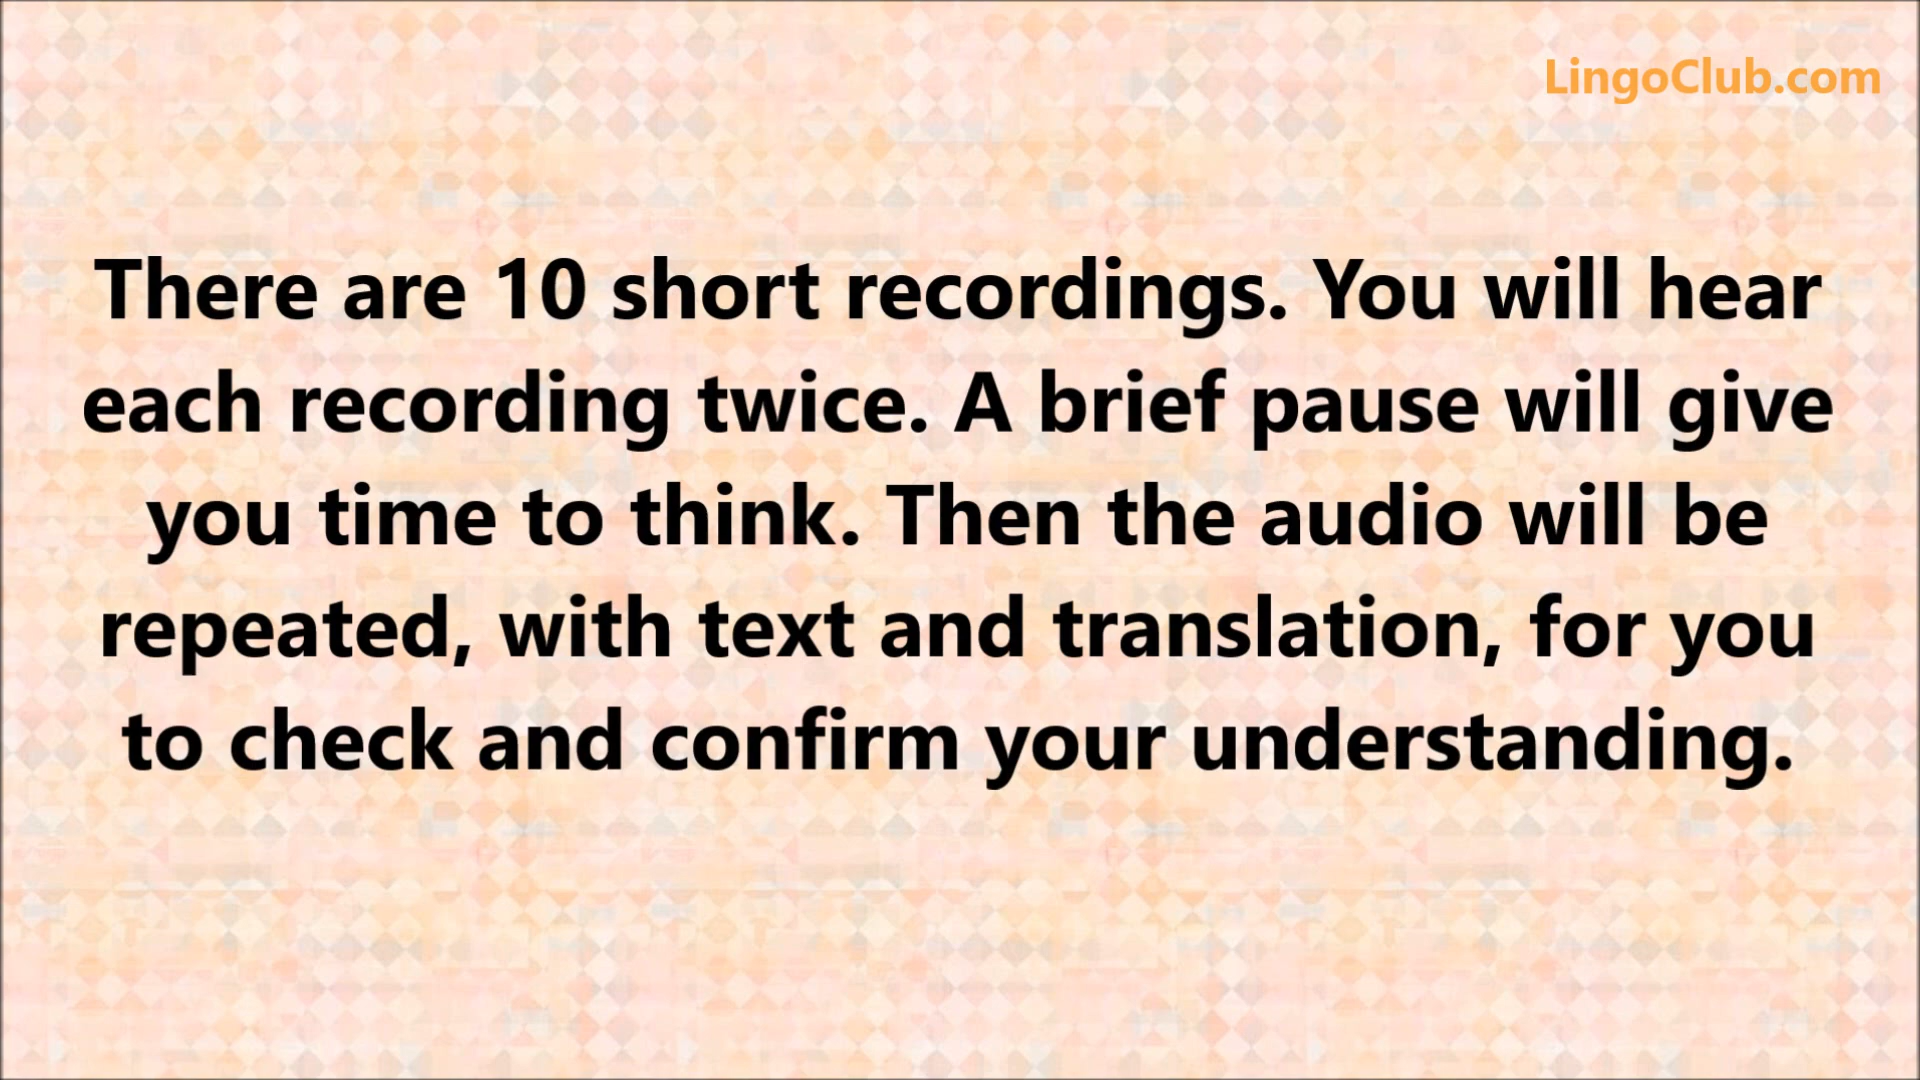 LingoClub.com
There are 10 short recordings. You will hear
each recording twice. A brief pause will give
you time to think. Then the audio will be
repeated, with text and translation, for you
to check and confirm your understanding.